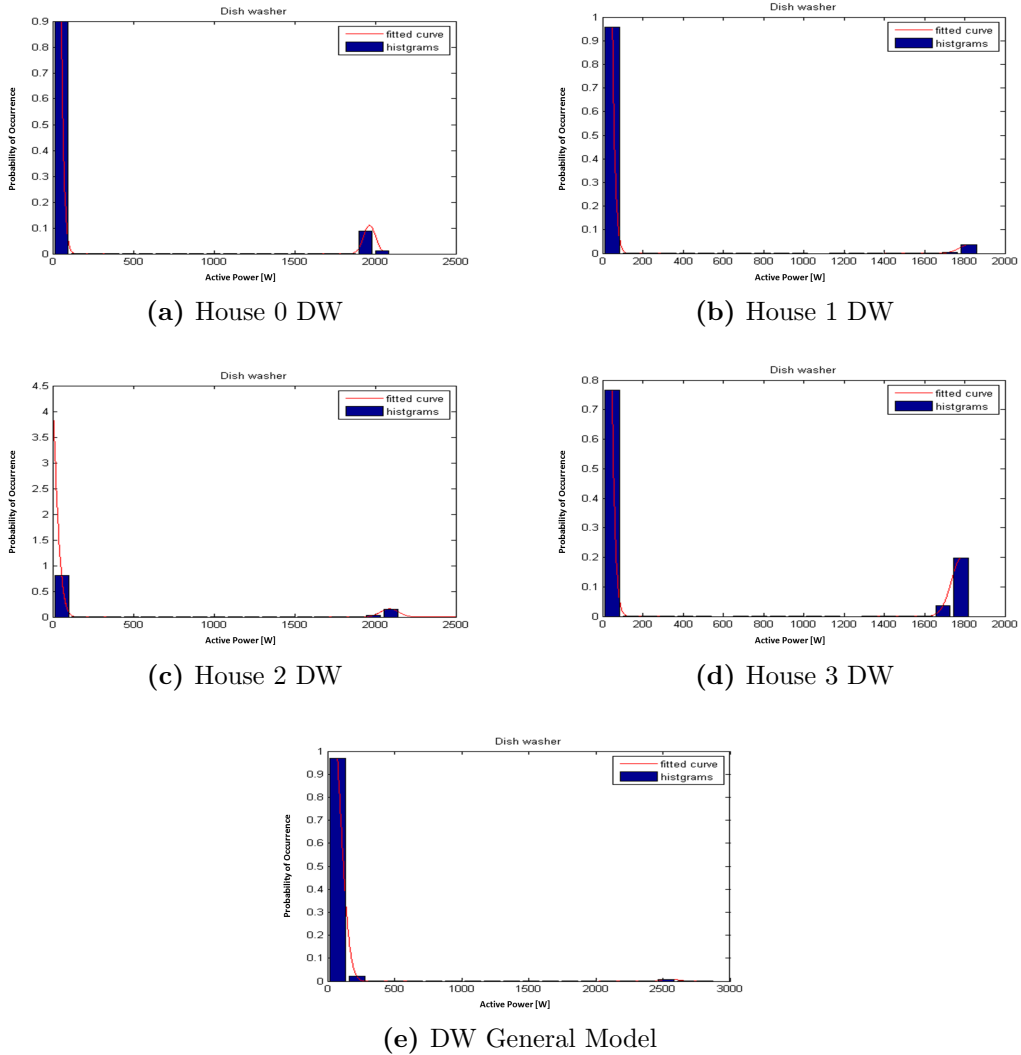 Dish washer
fitted curve
histgrams
Probability of Occurrence
0.9
0.8
0.7
0.6
0.5
0.4
0.3
0.2
0.1
0
0 500 1000 1500 2000 2500
Active Power [W]
(a) House 0 DW
Dish washer
fitted curve
histgrams
Probability of Occurrence
1
0.9
0.8
0.7
0.6
0.5
0.4
0.3
0.2
0.1
0
0 200 400 600 800 1000 1200 1400 1600 1800 2000
Active Power [W]
(b) House 1 DW
Dish washer
fitted curve
histgrams
Probability of Occurrence
4.5
4
3.5
3
2.5
2
1.5
1
0.5
0
0 500 1000 1500 2000 2500
Active Power [W]
(c) House 2 DW
Dish washer
fitted curve
histgrams
Probability of Occurrence
0.8
0.7
0.6
0.5
0.4
0.3
0.2
0.1
0
0 200 400 600 800 1000 1200 1400 1600 1800 2000
Active Power [W]
(d) House 3 DW
Dish washer
fitted curve
histgrams
Probability of Occurrence
1
0.9
0.8
0.7
0.6
0.5
0.4
0.3
0.2
0.1
0
0 500 1000 1500 2000 2500 3000
Active Power [W]
(e) DW General Model